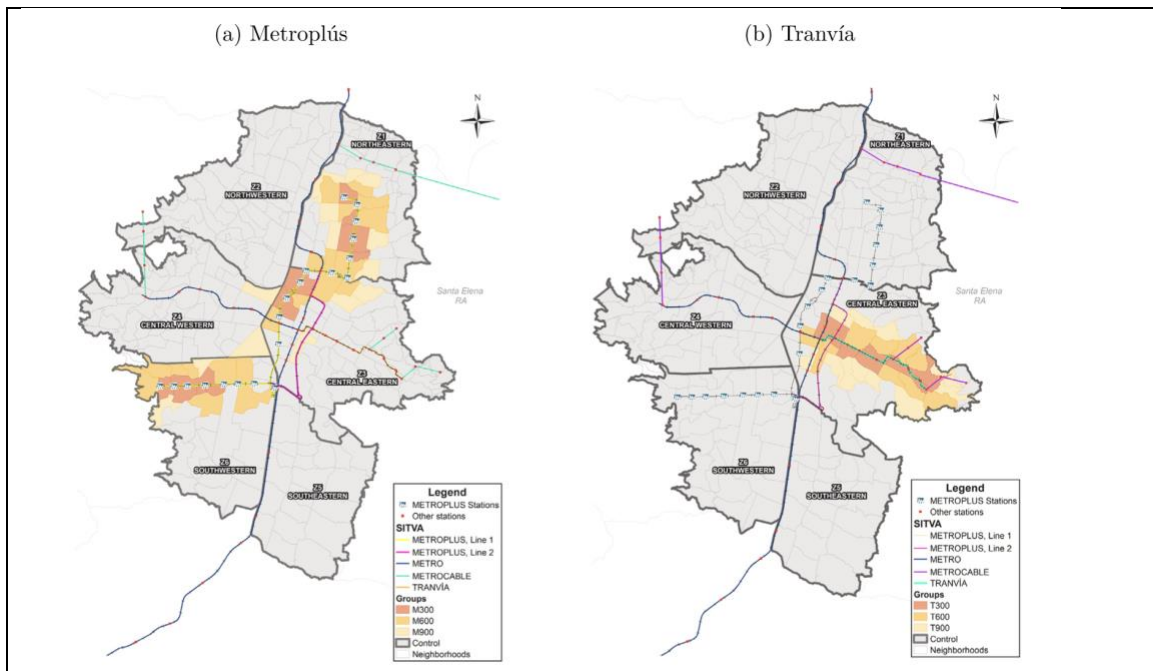 (a) Metroplús
(b) Tranvía
N
Z1
NORTHEASTERN
Z2
NORTHWESTERN
Santa Elena
RA
Z4
CENTRAL WESTERN
Z3
CENTRAL EASTERN
Z6
SOUTHWESTERN
Z5
SOUTHEASTERN
Legend
METROPLUS Stations
Other stations
SITVA
METROPLUS, Line 1
METROPLUS, Line 2
METRO
METROCABLE
TRANVÍA
Groups
M300
M600
M900
Control
Neighborhoods
N
Z1
NORTHEASTERN
Z2
NORTHWESTERN
Santa Elena
RA
Z3
CENTRAL EASTERN
Z4
CENTRAL WESTERN
Z6
SOUTHWESTERN
Z5
SOUTHEASTERN
Legend
METROPLUS Stations
Other stations
SITVA
METROPLUS, Line 1
METROPLUS, Line 2
METRO
METROCABLE
TRANVÍA
Groups
T300
T600
T900
Control
Neighborhoods